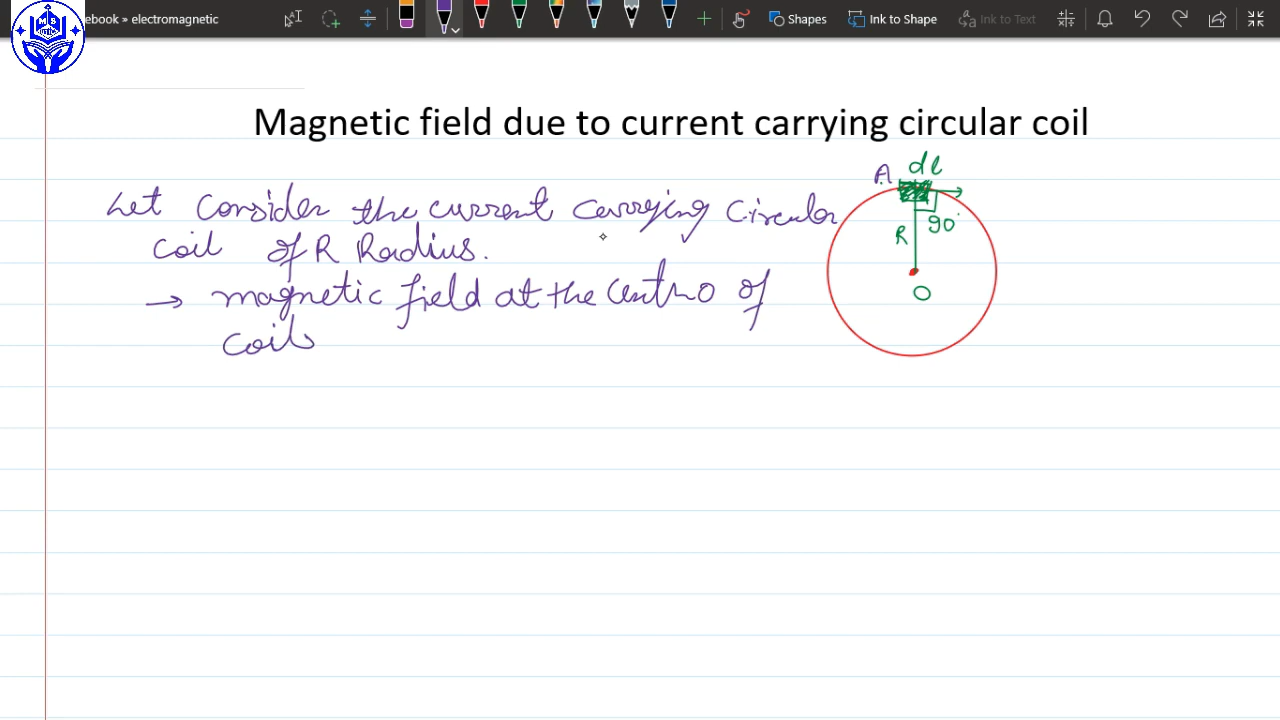 ebook » electromagnetic
Shapes
Ink to Shape
Ink to Text
Magnetic field due to current carrying circular coil
Let Consider the current Carrying Circular
Coil of R Radius.
→ magnetic field at the Centre of
Coil
A dl
R 90°
O